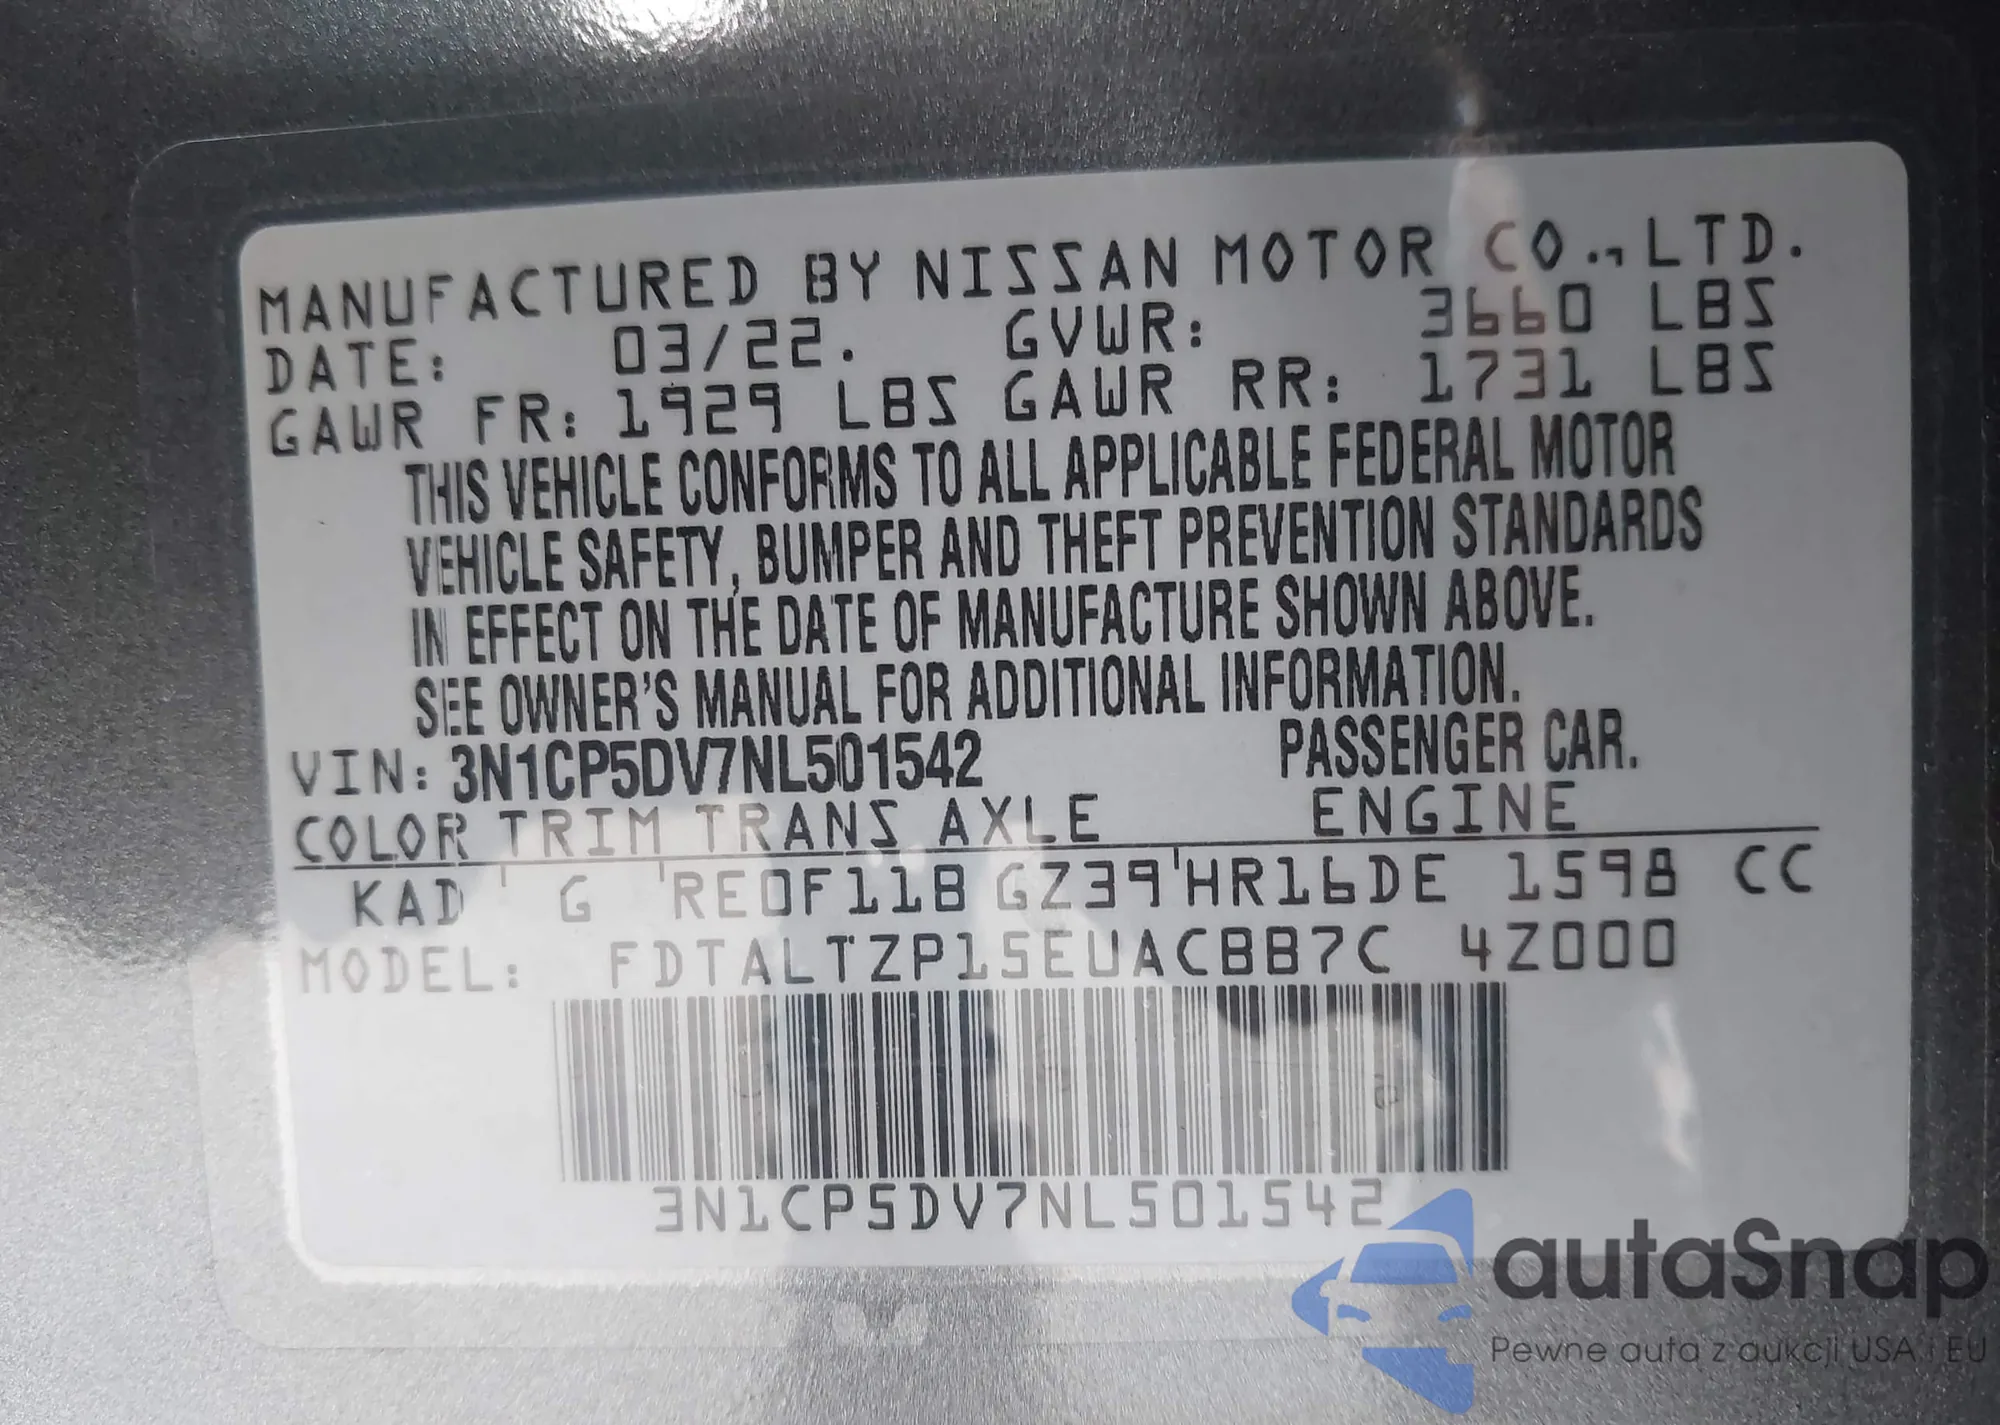 MANUFACTURED BY NISSAN MOTOR CO., LTD.
DATE: 03/22. GVWR: 3660 LBS
GAWR FR: 1929 LBS GAWR RR: 1731 LBS
THIS VEHICLE CONFORMS TO ALL APPLICABLE FEDERAL MOTOR
VEHICLE SAFETY, BUMPER AND THEFT PREVENTION STANDARDS
IN EFFECT ON THE DATE OF MANUFACTURE SHOWN ABOVE.
SEE OWNER'S MANUAL FOR ADDITIONAL INFORMATION.
VIN: 3N1CP5DV7NL501542 PASSENGER CAR.
COLOR TRIM TRANS AXLE ENGINE
KAD G RE0F11B GZ39 HR16DE 1598 CC
MODEL: FDTALTZP15EUACBB7C 4Z000
3N1CP5DV7NL501542
autaSnap
Pewne auta z aukcji USA i EU